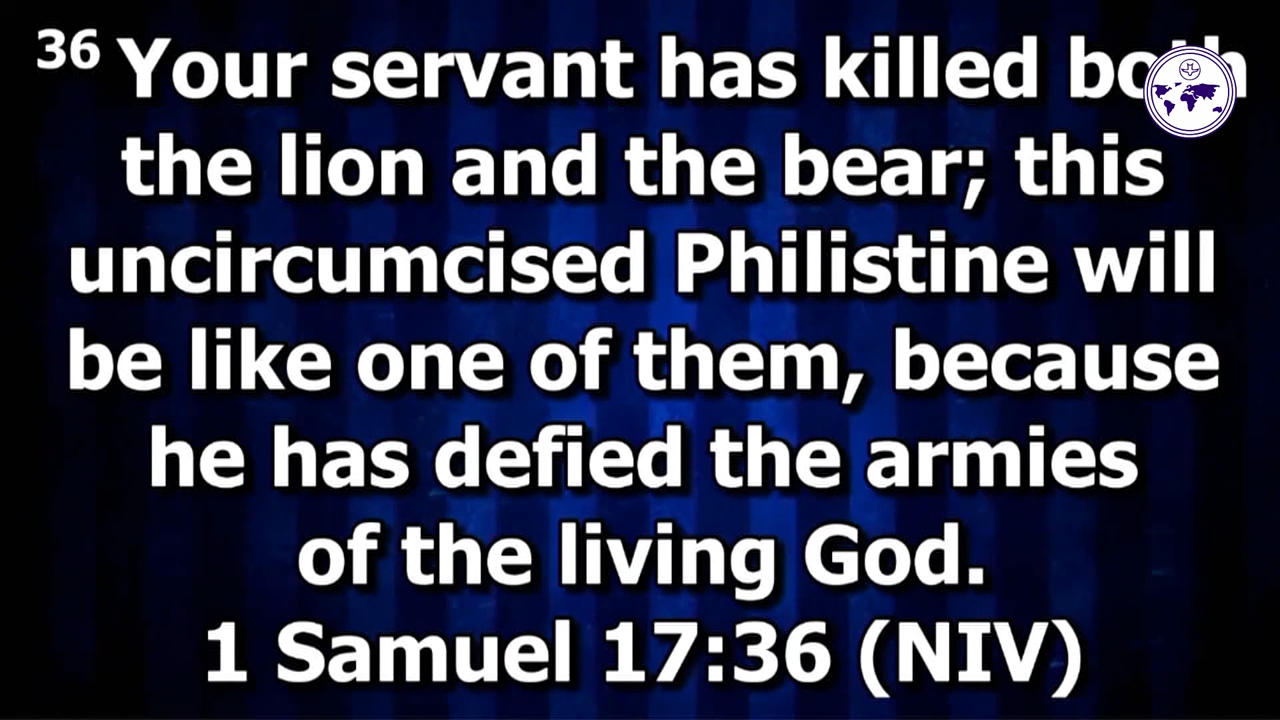 36 Your servant has killed both
the lion and the bear; this
uncircumcised Philistine will
be like one of them, because
he has defied the armies
of the living God.
1 Samuel 17:36 (NIV)